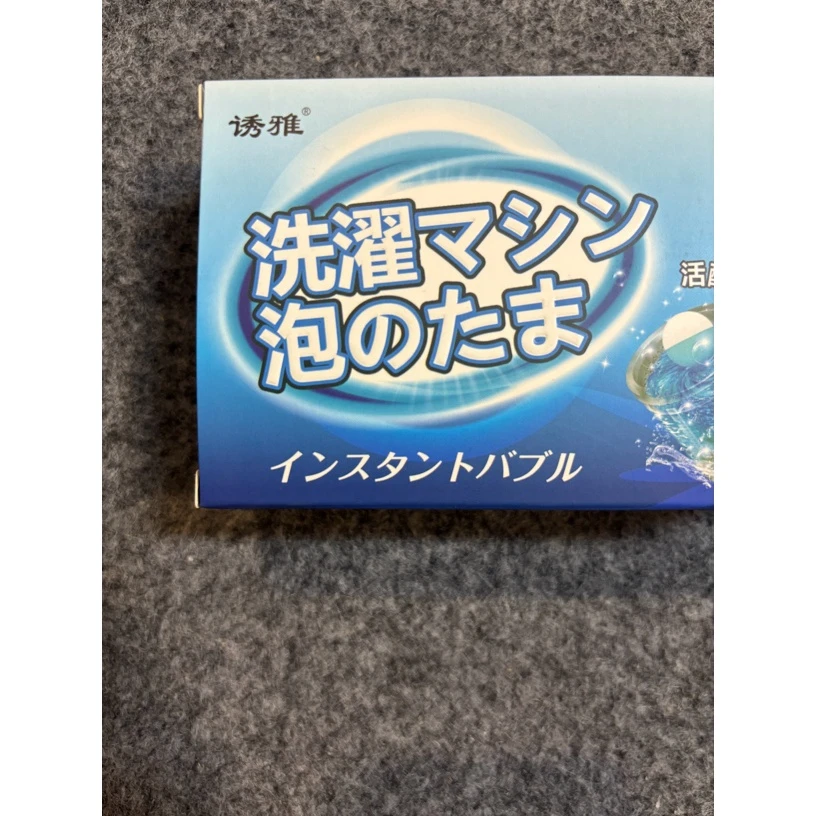 诱雅®
洗濯マシン
泡のたま
活
インスタントバブル